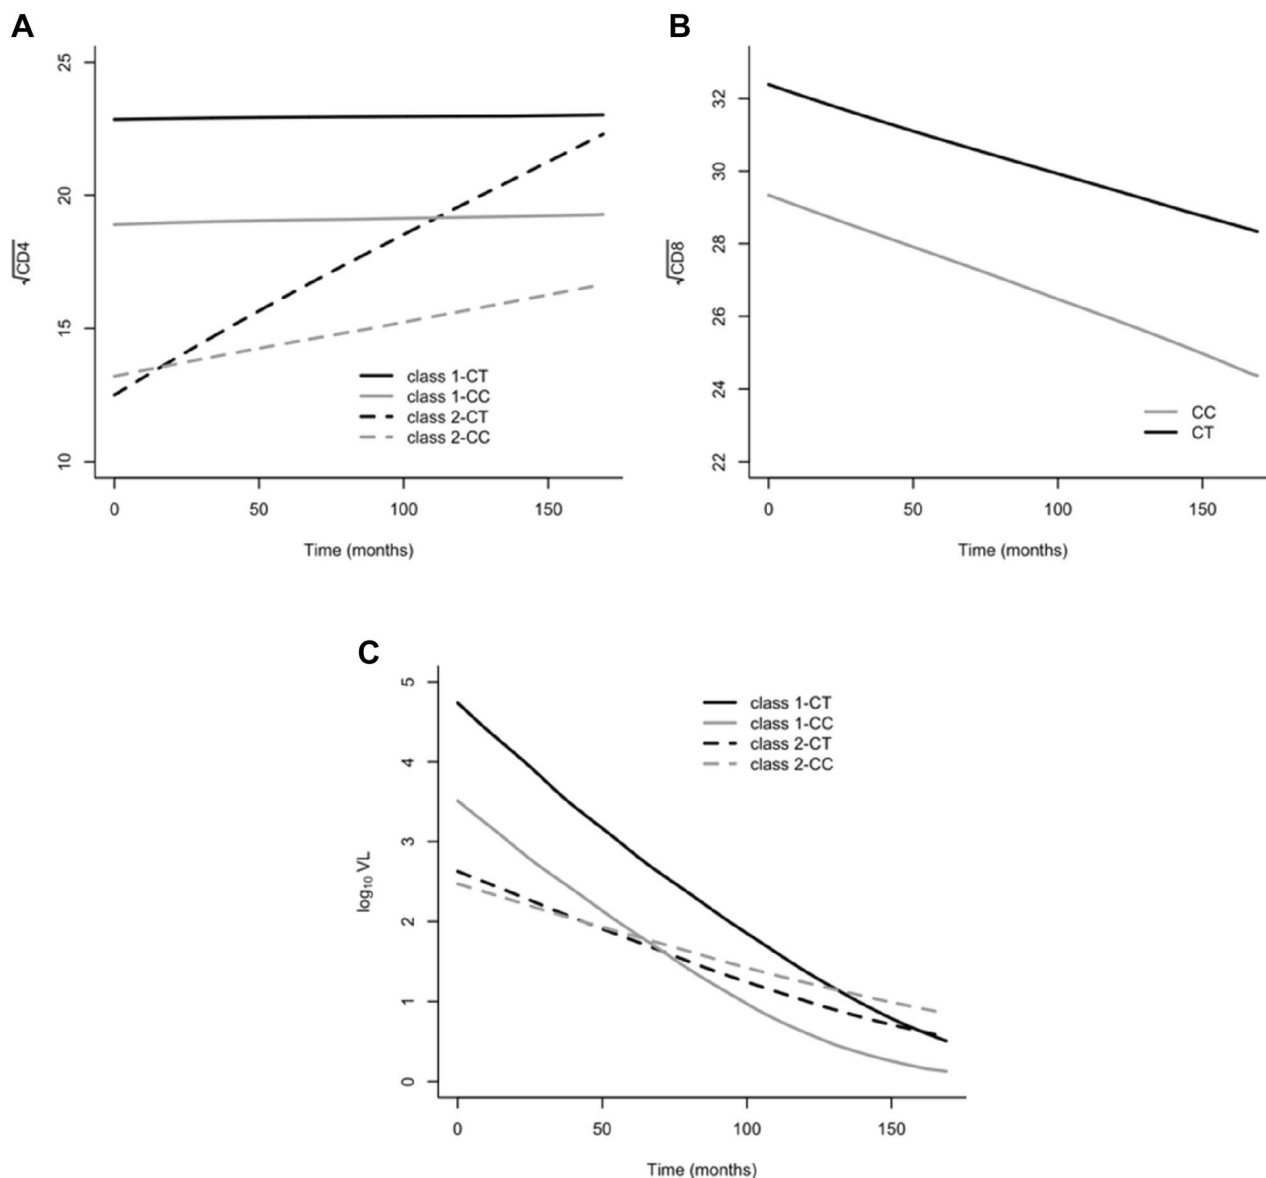 A
25
20
15
10
√CD4
class 1-CT
class 1-CC
class 2-CT
class 2-CC
0 50 100 150
Time (months)
B
32
30
28
26
24
22
√CD8
CC
CT
0 50 100 150
Time (months)
C
5
4
3
2
1
0
log₁₀ VL
class 1-CT
class 1-CC
class 2-CT
class 2-CC
0 50 100 150
Time (months)